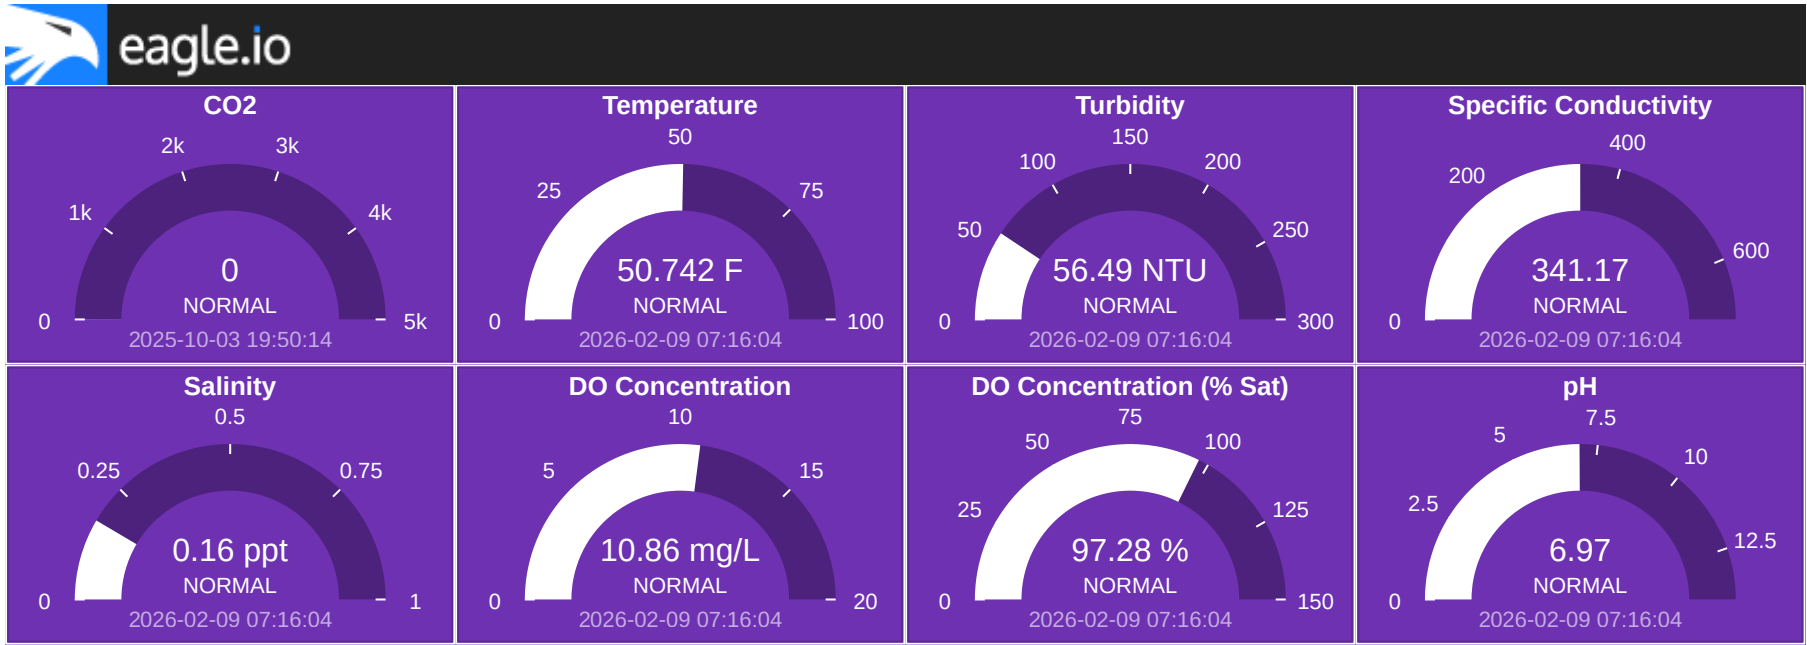 eagle.io
CO2
0
1k
2k
3k
4k
5k
0
NORMAL
2025-10-03 19:50:14
Temperature
0
25
50
75
100
50.742 F
NORMAL
2026-02-09 07:16:04
Turbidity
0
50
100
150
200
250
300
56.49 NTU
NORMAL
2026-02-09 07:16:04
Specific Conductivity
0
200
400
600
341.17
NORMAL
2026-02-09 07:16:04
Salinity
0
0.25
0.5
0.75
1
0.16 ppt
NORMAL
2026-02-09 07:16:04
DO Concentration
0
5
10
15
20
10.86 mg/L
NORMAL
2026-02-09 07:16:04
DO Concentration (% Sat)
0
25
50
75
100
125
150
97.28 %
NORMAL
2026-02-09 07:16:04
pH
0
2.5
5
7.5
10
12.5
6.97
NORMAL
2026-02-09 07:16:04